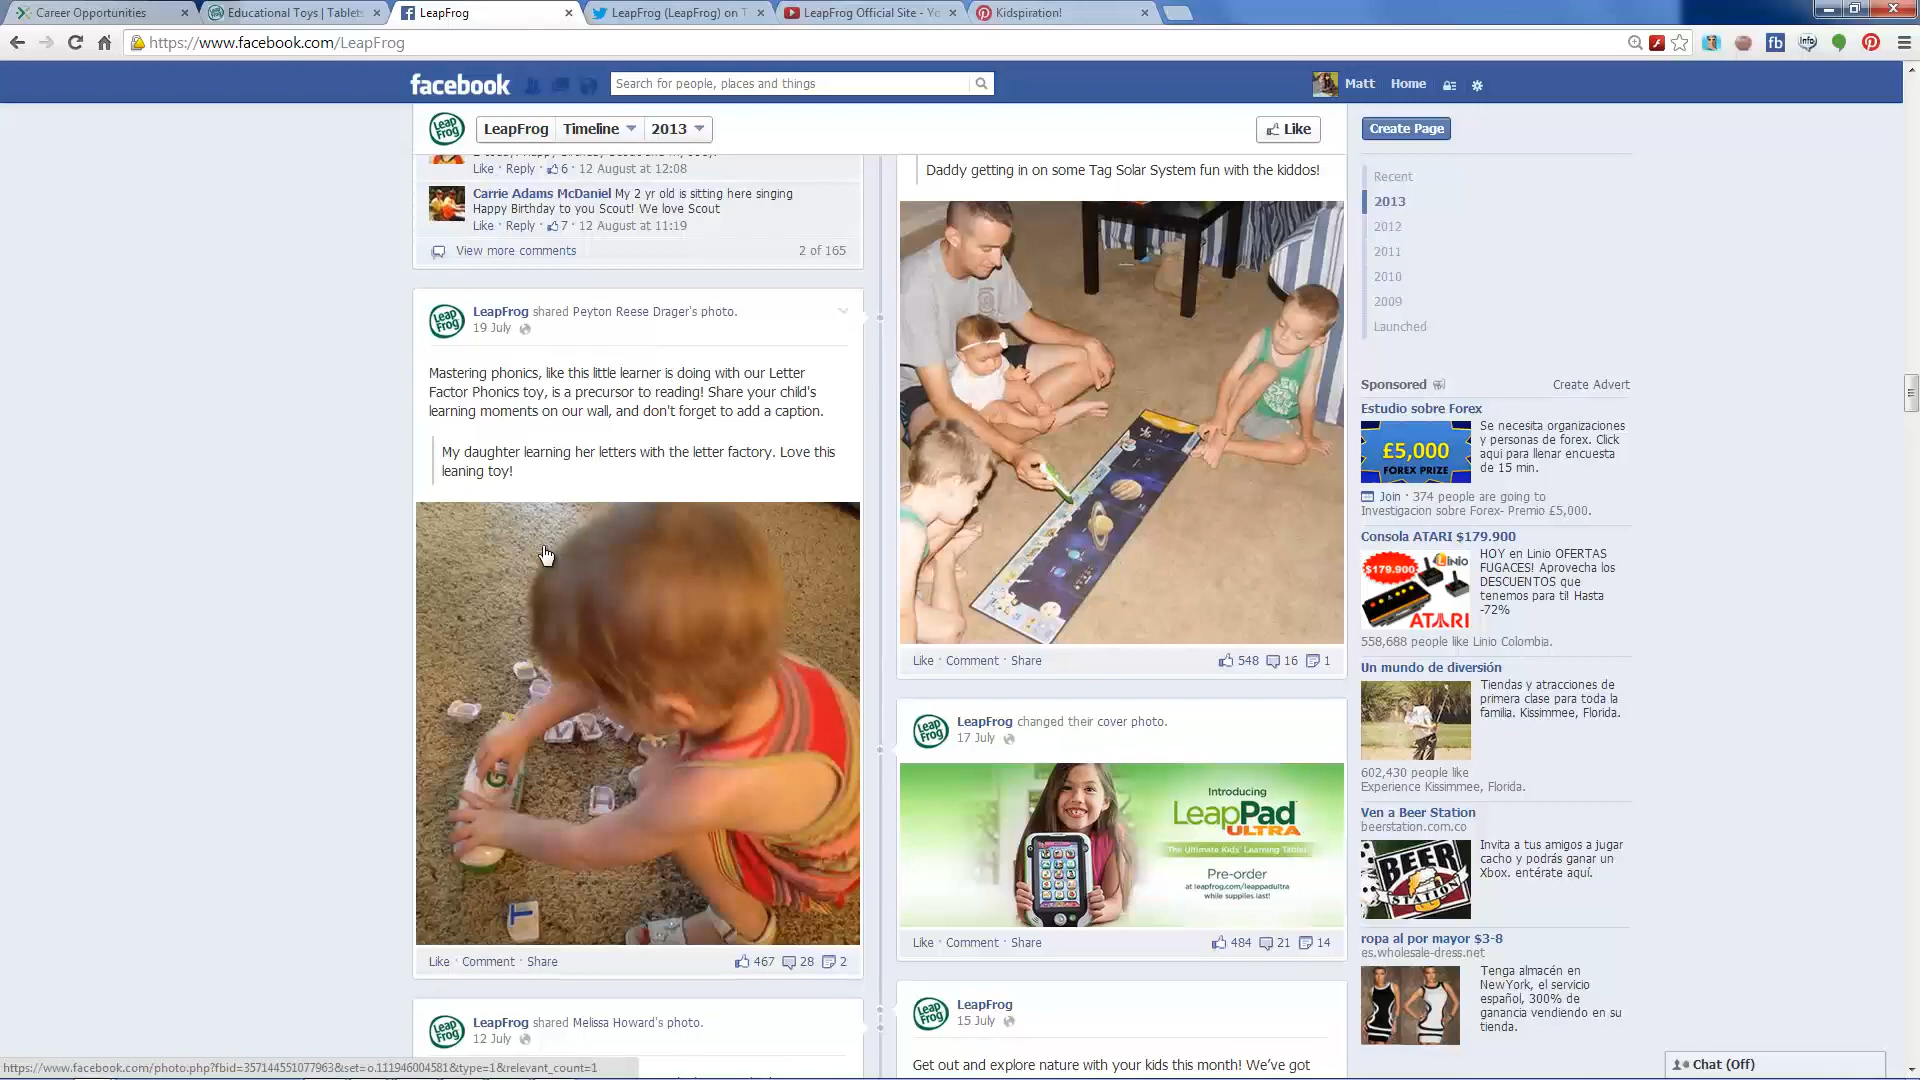 Career Opportunities
Educational Toys | Tablets
LeapFrog
LeapFrog (LeapFrog) on T
LeapFrog Official Site - Yo
Kidspiration!
https://www.facebook.com/LeapFrog
facebook
Search for people, places and things
Matt
Home
LeapFrog
Timeline
2013
Like
Create Page
Like · Reply · 6 · 12 August at 12:08
Carrie Adams McDaniel My 2 yr old is sitting here singing
Happy Birthday to you Scout! We love Scout
Like · Reply · 7 · 12 August at 11:19
View more comments
2 of 165
LeapFrog shared Peyton Reese Drager's photo.
19 July
Mastering phonics, like this little learner is doing with our Letter
Factor Phonics toy, is a precursor to reading! Share your child's
learning moments on our wall, and don't forget to add a caption.
My daughter learning her letters with the letter factory. Love this
leaning toy!
G
T
Like · Comment · Share
467 28 2
LeapFrog shared Melissa Howard's photo.
12 July
Daddy getting in on some Tag Solar System fun with the kiddos!
Like · Comment · Share
548 16 1
LeapFrog changed their cover photo.
17 July
Introducing
LeapPad
ULTRA
The Ultimate Kids' Learning Tablet
Pre-order
at leapfrog.com/leappadultra
while supplies last!
Like · Comment · Share
484 21 14
LeapFrog
15 July
Get out and explore nature with your kids this month! We've got
Recent
2013
2012
2011
2010
2009
Launched
Sponsored
Create Advert
Estudio sobre Forex
£5,000
FOREX PRIZE
Se necesita organizaciones
y personas de forex. Click
aqui para llenar encuesta
de 15 min.
Join · 374 people are going to
Investigacion sobre Forex- Premio £5,000.
Consola ATARI $179.900
$179.900
Linio
ATARI
HOY en Linio OFERTAS
FUGACES! Aprovecha los
DESCUENTOS que
tenemos para ti! Hasta
-72%
558,688 people like Linio Colombia.
Un mundo de diversión
Tiendas y atracciones de
primera clase para toda la
familia. Kissimmee, Florida.
602,430 people like
Experience Kissimmee, Florida.
Ven a Beer Station
beerstation.com.co
BEER
STATION
Invita a tus amigos a jugar
cacho y podrás ganar un
Xbox. entérate aquí.
ropa al por mayor $3-8
es.wholesale-dress.net
Tenga almacén en
NewYork, el servicio
español, 300% de
ganancia vendiendo en su
tienda.
Chat (Off)
https://www.facebook.com/photo.php?fbid=357144551077963&set=o.111946004581&type=1&relevant_count=1